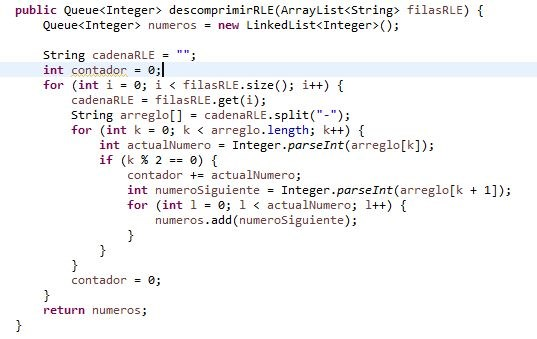 public Queue<Integer> descomprimirRLE(ArrayList<String> filasRLE) {
Queue<Integer> numeros = new LinkedList<Integer>();
String cadenaRLE = "";
int contador = 0;
for (int i = 0; i < filasRLE.size(); i++) {
cadenaRLE = filasRLE.get(i);
String arreglo[] = cadenaRLE.split("-");
for (int k = 0; k < arreglo.length; k++) {
int actualNumero = Integer.parseInt(arreglo[k]);
if (k % 2 == 0) {
contador += actualNumero;
int numeroSiguiente = Integer.parseInt(arreglo[k + 1]);
for (int l = 0; l < actualNumero; l++) {
numeros.add(numeroSiguiente);
}
}
}
contador = 0;
}
return numeros;
}